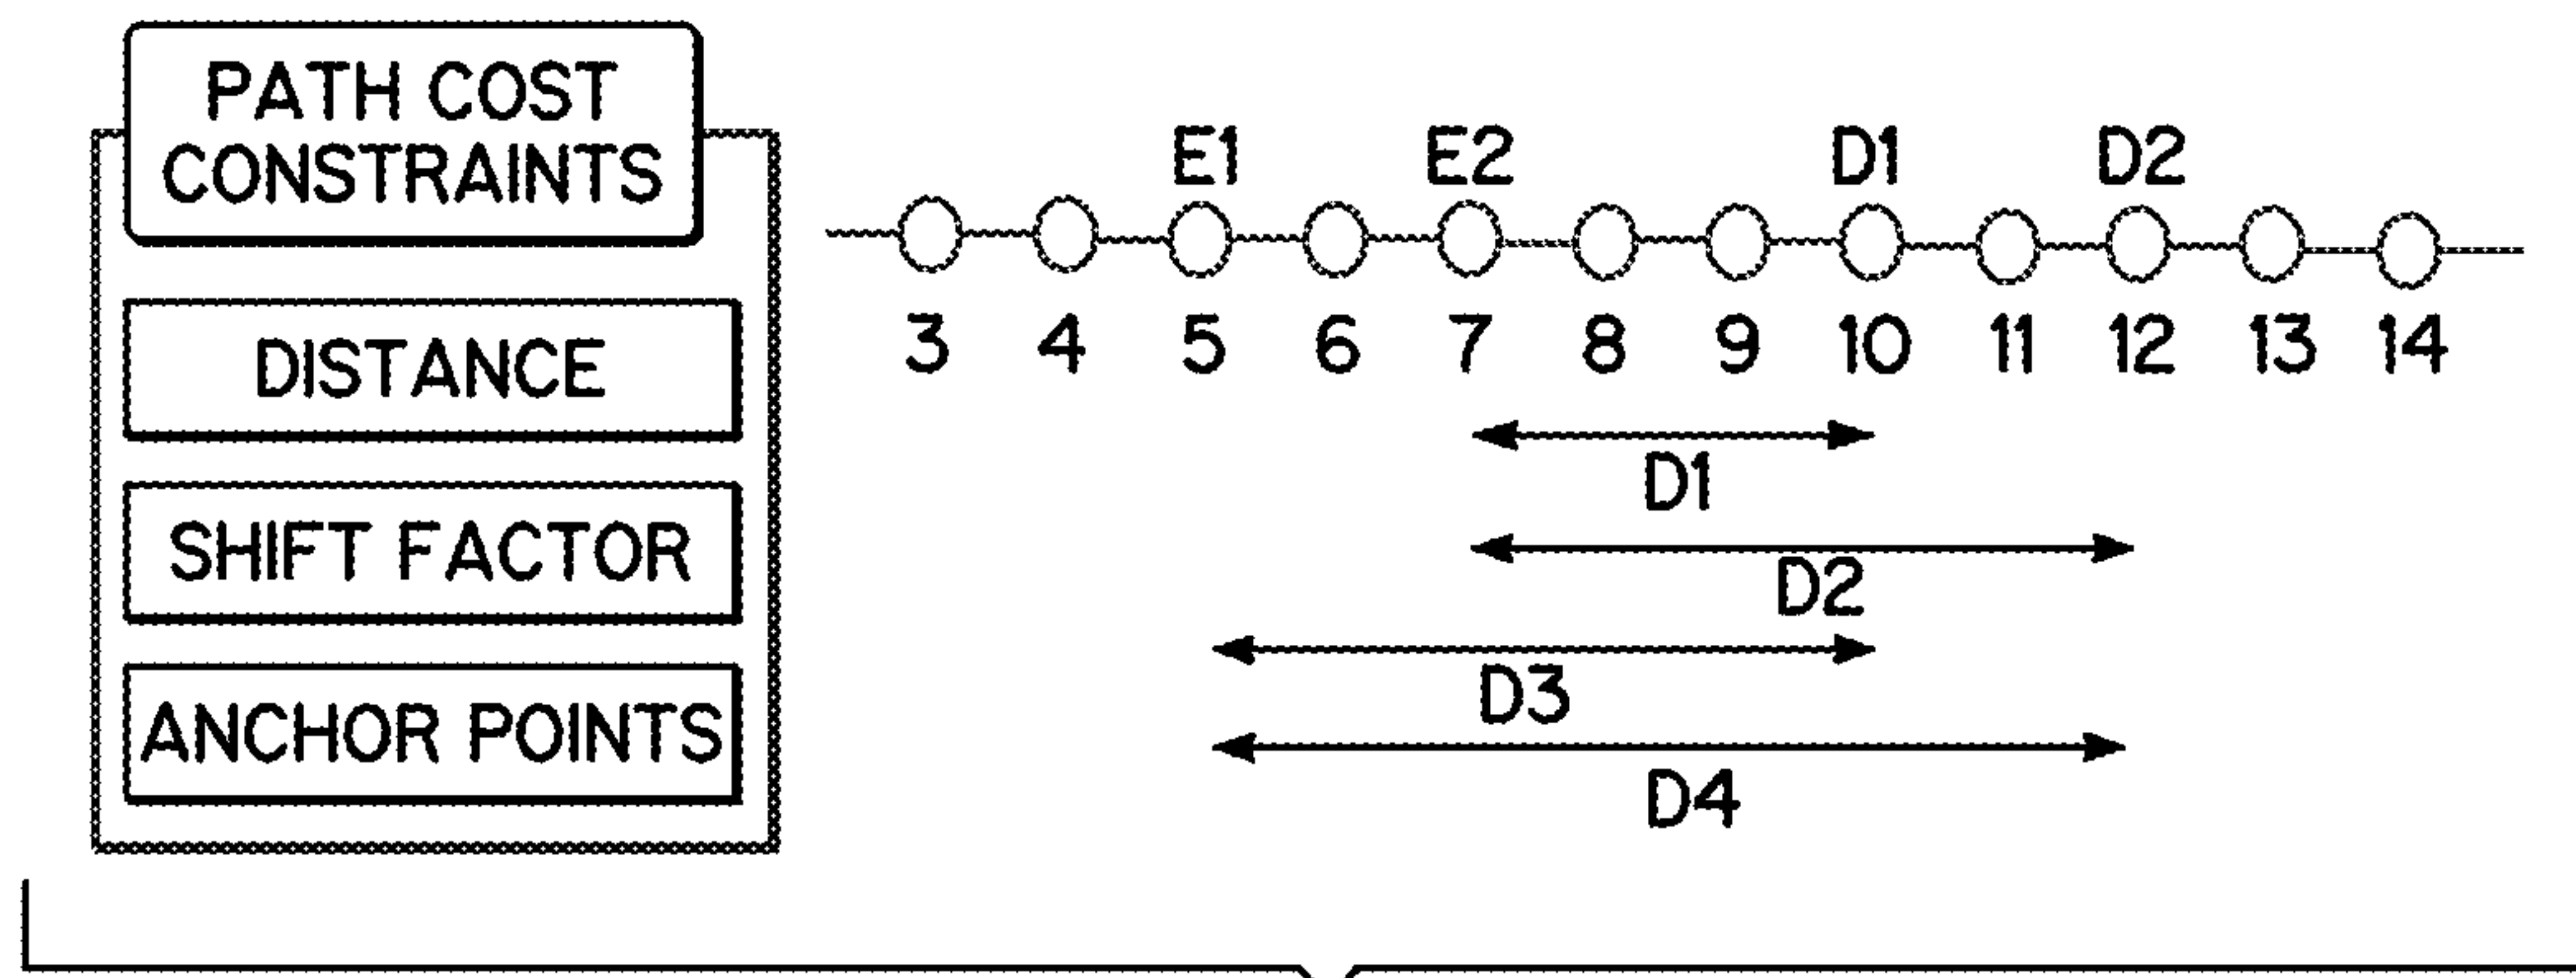 PATH COST
CONSTRAINTS
DISTANCE
SHIFT FACTOR
ANCHOR POINTS
E1 E2 D1 D2
3 4 5 6 7 8 9 10 11 12 13 14
D1
D2
D3
D4